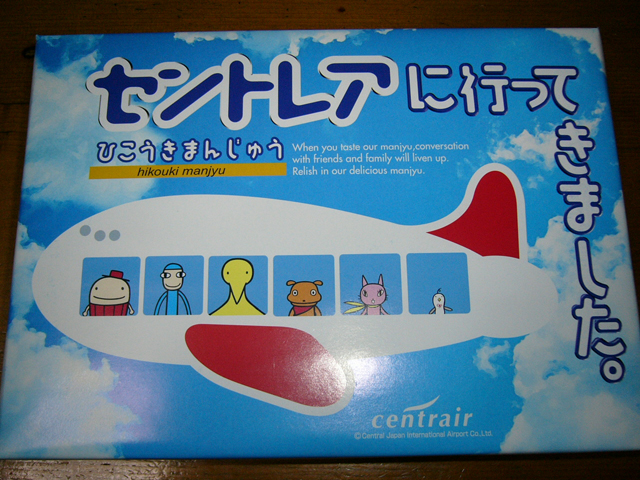 セントレアに行って
きました。
ひこうきまんじゅう
hikouki manjyu
When you taste our manjyu,conversation
with friends and family will liven up.
Relish in our delicious manjyu.
centrair
©Central Japan International Airport Co.Ltd.